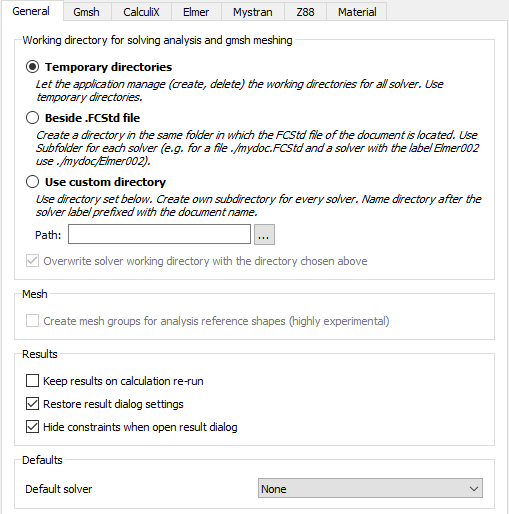 General Gmsh CalculiX Elmer Mystran Z88 Material
Working directory for solving analysis and gmsh meshing
Temporary directories
Let the application manage (create, delete) the working directories for all solver. Use
temporary directories.
Beside .FCStd file
Create a directory in the same folder in which the FCStd file of the document is located. Use
Subfolder for each solver (e.g. for a file ./mydoc.FCStd and a solver with the label Elmer002
use ./mydoc/Elmer002).
Use custom directory
Use directory set below. Create own subdirectory for every solver. Name directory after the
solver label prefixed with the document name.
Path: ...
Overwrite solver working directory with the directory chosen above
Mesh
Create mesh groups for analysis reference shapes (highly experimental)
Results
Keep results on calculation re-run
Restore result dialog settings
Hide constraints when open result dialog
Defaults
Default solver None